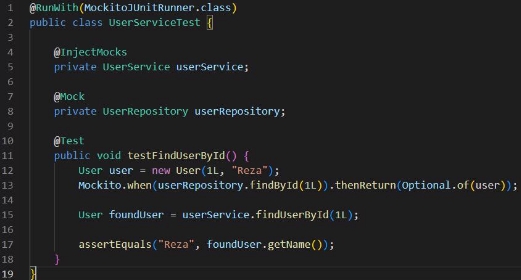 1 @RunWith(MockitoJUnitRunner.class)
2 public class UserServiceTest {
3
4     @InjectMocks
5     private UserService userService;
6
7     @Mock
8     private UserRepository userRepository;
9
10     @Test
11     public void testFindUserById() {
12         User user = new User(1L, "Reza");
13         Mockito.when(userRepository.findById(1L)).thenReturn(Optional.of(user));
14
15         User foundUser = userService.findUserById(1L);
16
17         assertEquals("Reza", foundUser.getName());
18     }
19 }